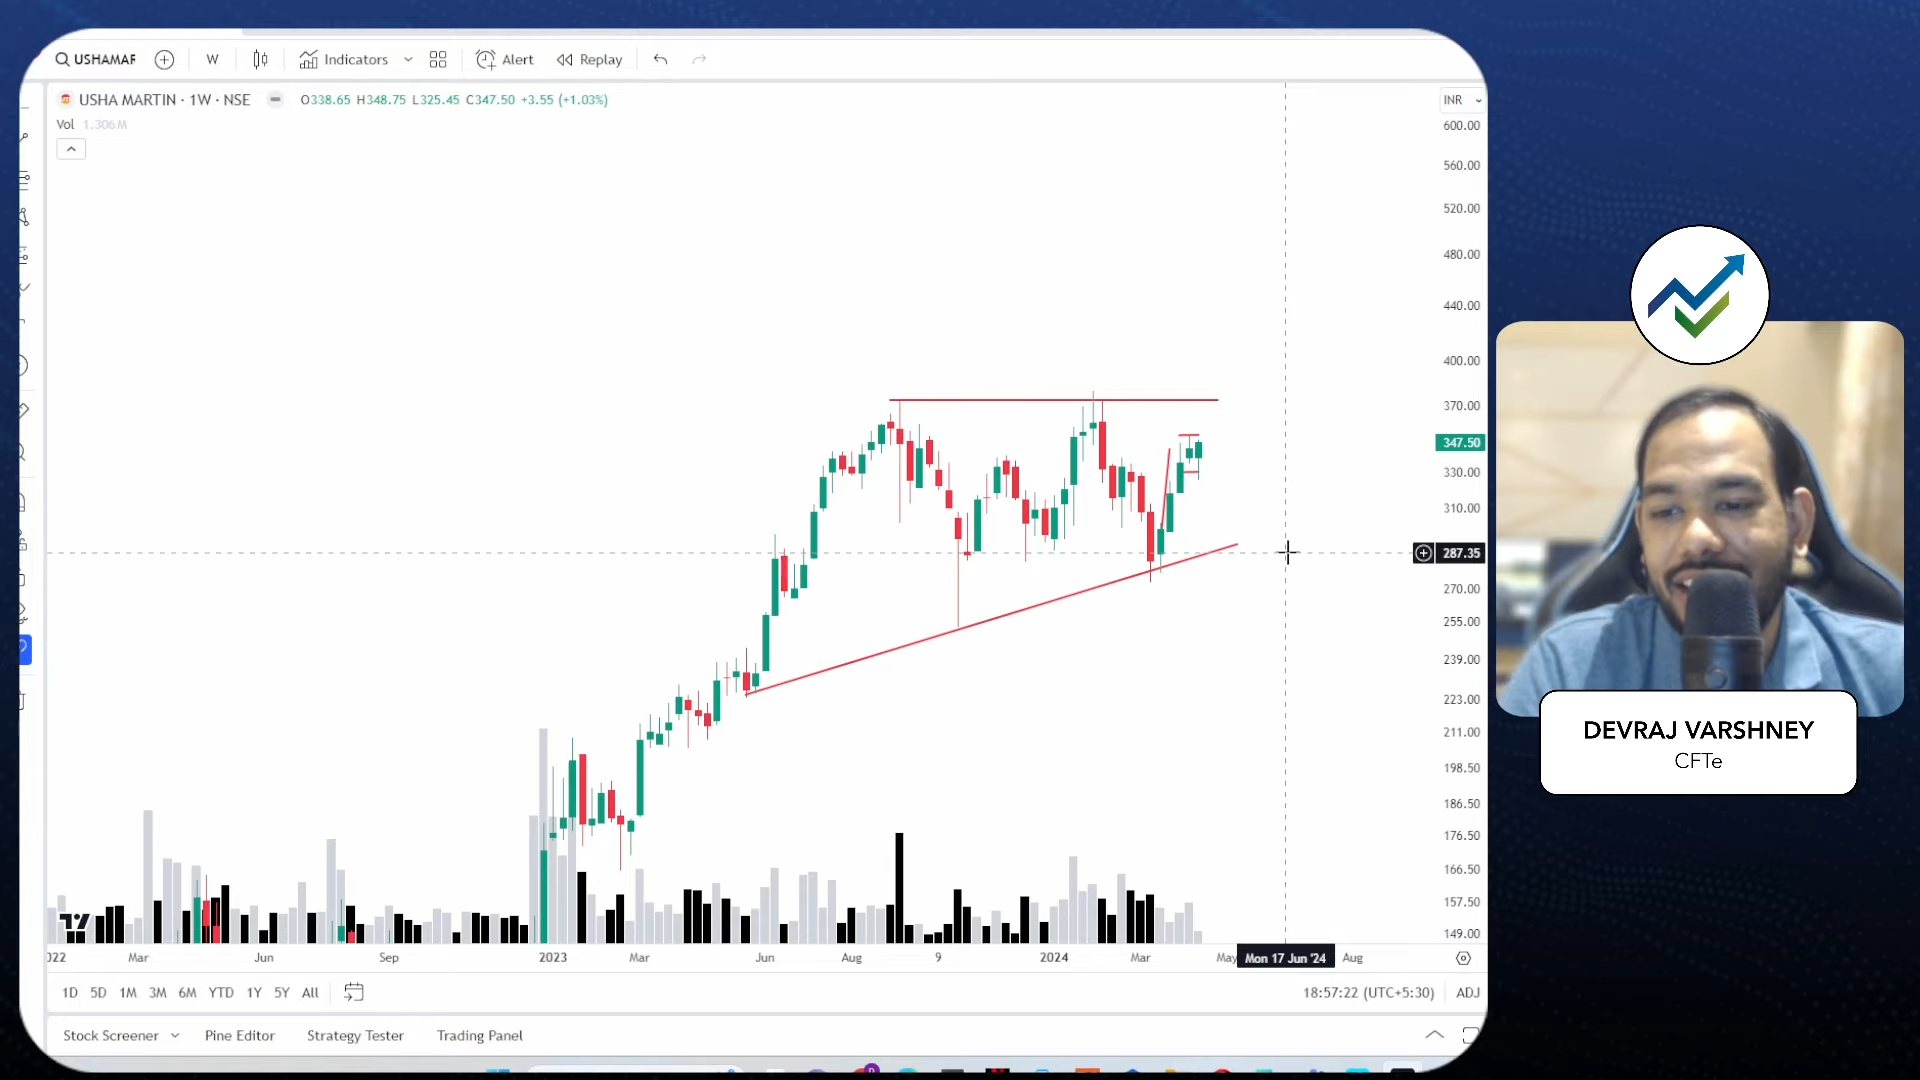 USHAMAF W Indicators Alert Replay
USHA MARTIN · 1W · NSE O338.65 H348.75 L325.45 C347.50 +3.55 (+1.03%) INR
Vol 1.306M
600.00
560.00
520.00
480.00
440.00
400.00
370.00
347.50
330.00
310.00
287.35
270.00
255.00
239.00
223.00
211.00
198.50
186.50
176.50
166.50
157.50
149.00
022 Mar Jun Sep 2023 Mar Jun Aug 9 2024 Mar May Mon 17 Jun '24 Aug
1D 5D 1M 3M 6M YTD 1Y 5Y All 18:57:22 (UTC+5:30) ADJ
Stock Screener Pine Editor Strategy Tester Trading Panel
DEVRAJ VARSHNEY
CFTe